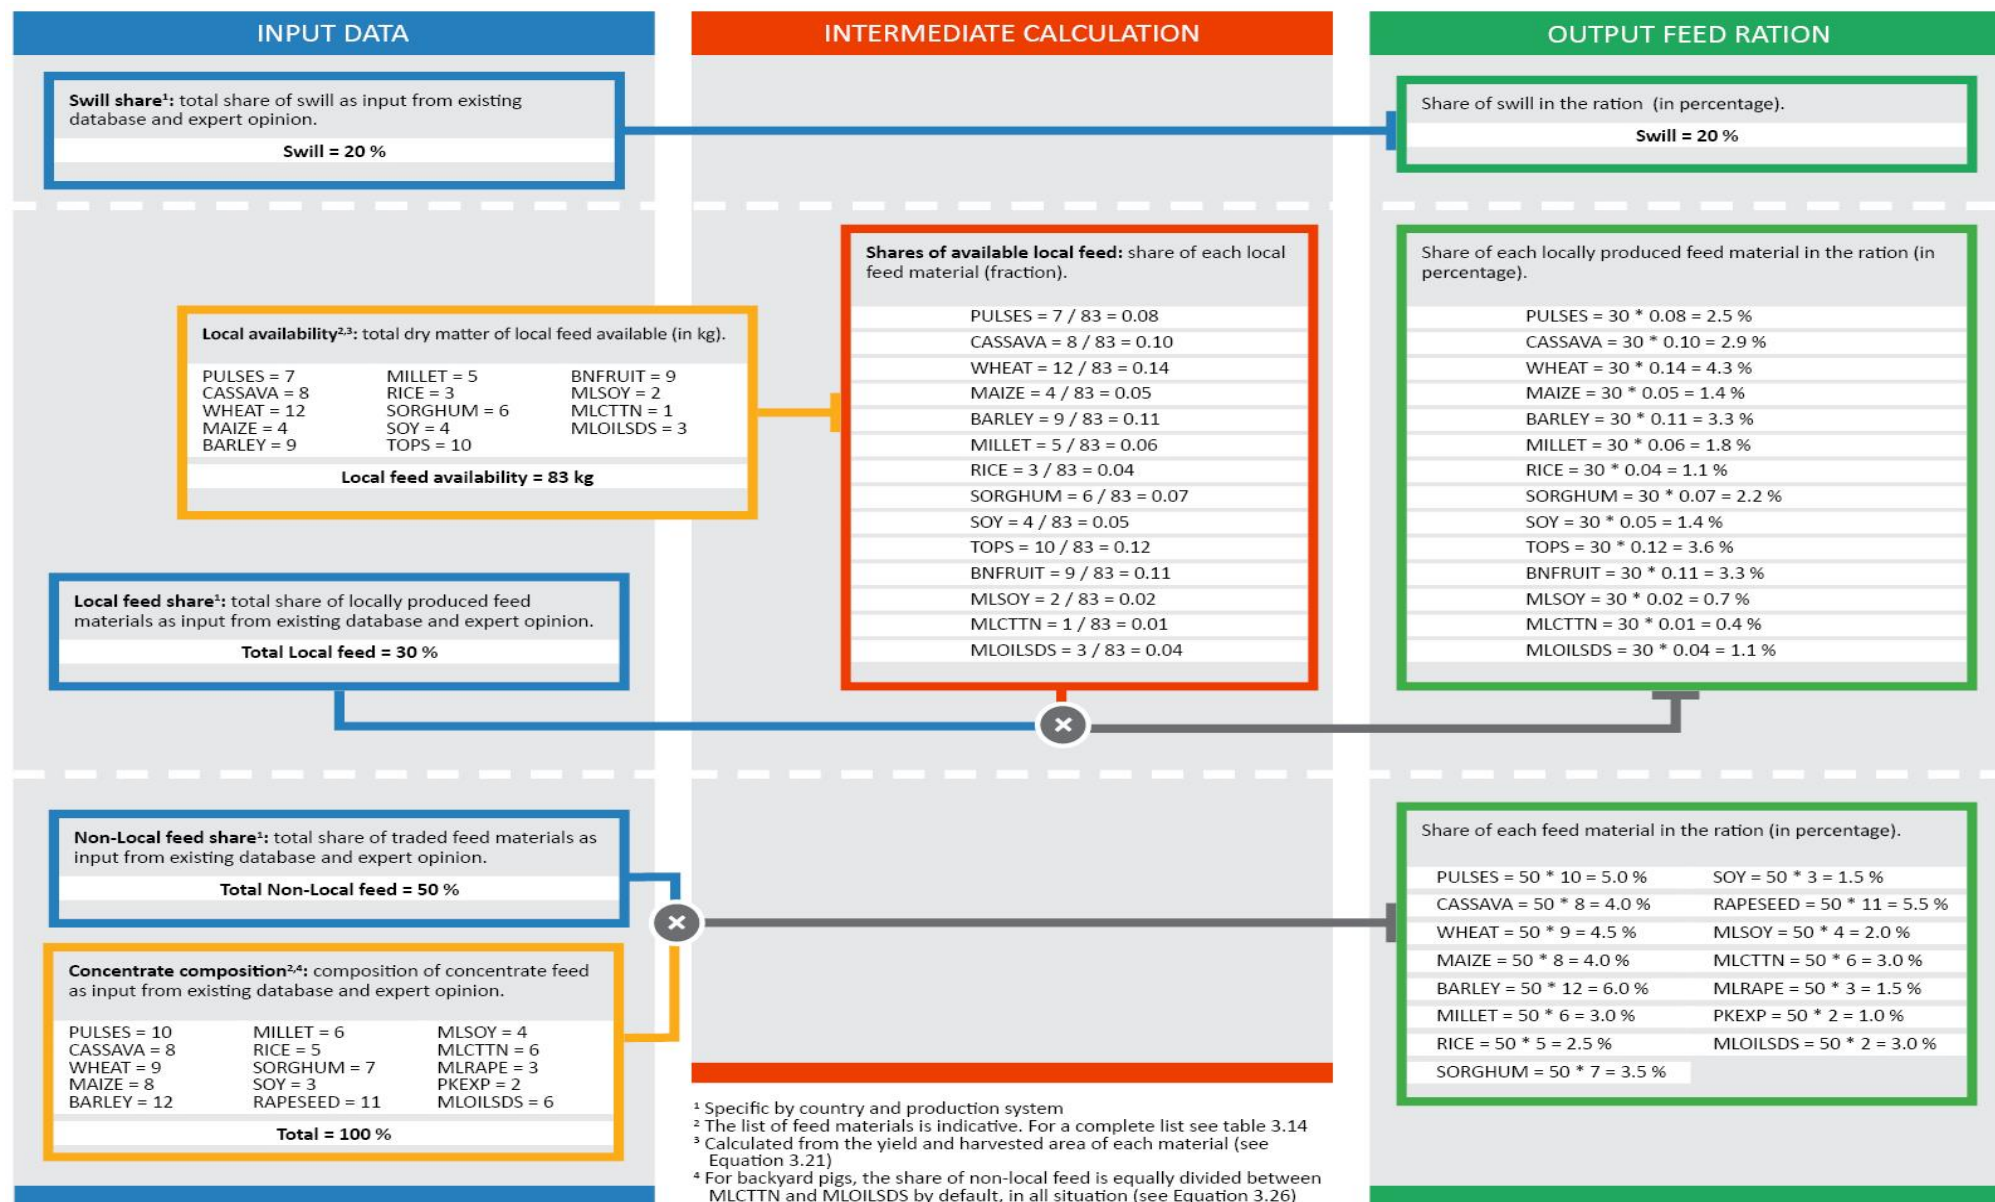 INPUT DATA
INTERMEDIATE CALCULATION
OUTPUT FEED RATION
Swill share¹: total share of swill as input from existing
database and expert opinion.
Swill = 20 %
Share of swill in the ration (in percentage).
Swill = 20 %
Local availability²,³: total dry matter of local feed available (in kg).
PULSES = 7
CASSAVA = 8
WHEAT = 12
MAIZE = 4
BARLEY = 9
MILLET = 5
RICE = 3
SORGHUM = 6
SOY = 4
TOPS = 10
BNFRUIT = 9
MLSOY = 2
MLCTTN = 1
MLOILSDS = 3
Local feed availability = 83 kg
Local feed share¹: total share of locally produced feed
materials as input from existing database and expert opinion.
Total Local feed = 30 %
Shares of available local feed: share of each local
feed material (fraction).
PULSES = 7 / 83 = 0.08
CASSAVA = 8 / 83 = 0.10
WHEAT = 12 / 83 = 0.14
MAIZE = 4 / 83 = 0.05
BARLEY = 9 / 83 = 0.11
MILLET = 5 / 83 = 0.06
RICE = 3 / 83 = 0.04
SORGHUM = 6 / 83 = 0.07
SOY = 4 / 83 = 0.05
TOPS = 10 / 83 = 0.12
BNFRUIT = 9 / 83 = 0.11
MLSOY = 2 / 83 = 0.02
MLCTTN = 1 / 83 = 0.01
MLOILSDS = 3 / 83 = 0.04
×
Share of each locally produced feed material in the ration (in
percentage).
PULSES = 30 * 0.08 = 2.5 %
CASSAVA = 30 * 0.10 = 2.9 %
WHEAT = 30 * 0.14 = 4.3 %
MAIZE = 30 * 0.05 = 1.4 %
BARLEY = 30 * 0.11 = 3.3 %
MILLET = 30 * 0.06 = 1.8 %
RICE = 30 * 0.04 = 1.1 %
SORGHUM = 30 * 0.07 = 2.2 %
SOY = 30 * 0.05 = 1.4 %
TOPS = 30 * 0.12 = 3.6 %
BNFRUIT = 30 * 0.11 = 3.3 %
MLSOY = 30 * 0.02 = 0.7 %
MLCTTN = 30 * 0.01 = 0.4 %
MLOILSDS = 30 * 0.04 = 1.1 %
Non-Local feed share¹: total share of traded feed materials as
input from existing database and expert opinion.
Total Non-Local feed = 50 %
×
Concentrate composition²,⁴: composition of concentrate feed
as input from existing database and expert opinion.
PULSES = 10
CASSAVA = 8
WHEAT = 9
MAIZE = 8
BARLEY = 12
MILLET = 6
RICE = 5
SORGHUM = 7
SOY = 3
RAPESEED = 11
MLSOY = 4
MLCTTN = 6
MLRAPE = 3
PKEXP = 2
MLOILSDS = 6
Total = 100 %
Share of each feed material in the ration (in percentage).
PULSES = 50 * 10 = 5.0 %
CASSAVA = 50 * 8 = 4.0 %
WHEAT = 50 * 9 = 4.5 %
MAIZE = 50 * 8 = 4.0 %
BARLEY = 50 * 12 = 6.0 %
MILLET = 50 * 6 = 3.0 %
RICE = 50 * 5 = 2.5 %
SORGHUM = 50 * 7 = 3.5 %
SOY = 50 * 3 = 1.5 %
RAPESEED = 50 * 11 = 5.5 %
MLSOY = 50 * 4 = 2.0 %
MLCTTN = 50 * 6 = 3.0 %
MLRAPE = 50 * 3 = 1.5 %
PKEXP = 50 * 2 = 1.0 %
MLOILSDS = 50 * 2 = 3.0 %
¹ Specific by country and production system
² The list of feed materials is indicative. For a complete list see table 3.14
³ Calculated from the yield and harvested area of each material (see
Equation 3.21)
⁴ For backyard pigs, the share of non-local feed is equally divided between
MLCTTN and MLOILSDS by default, in all situation (see Equation 3.26)